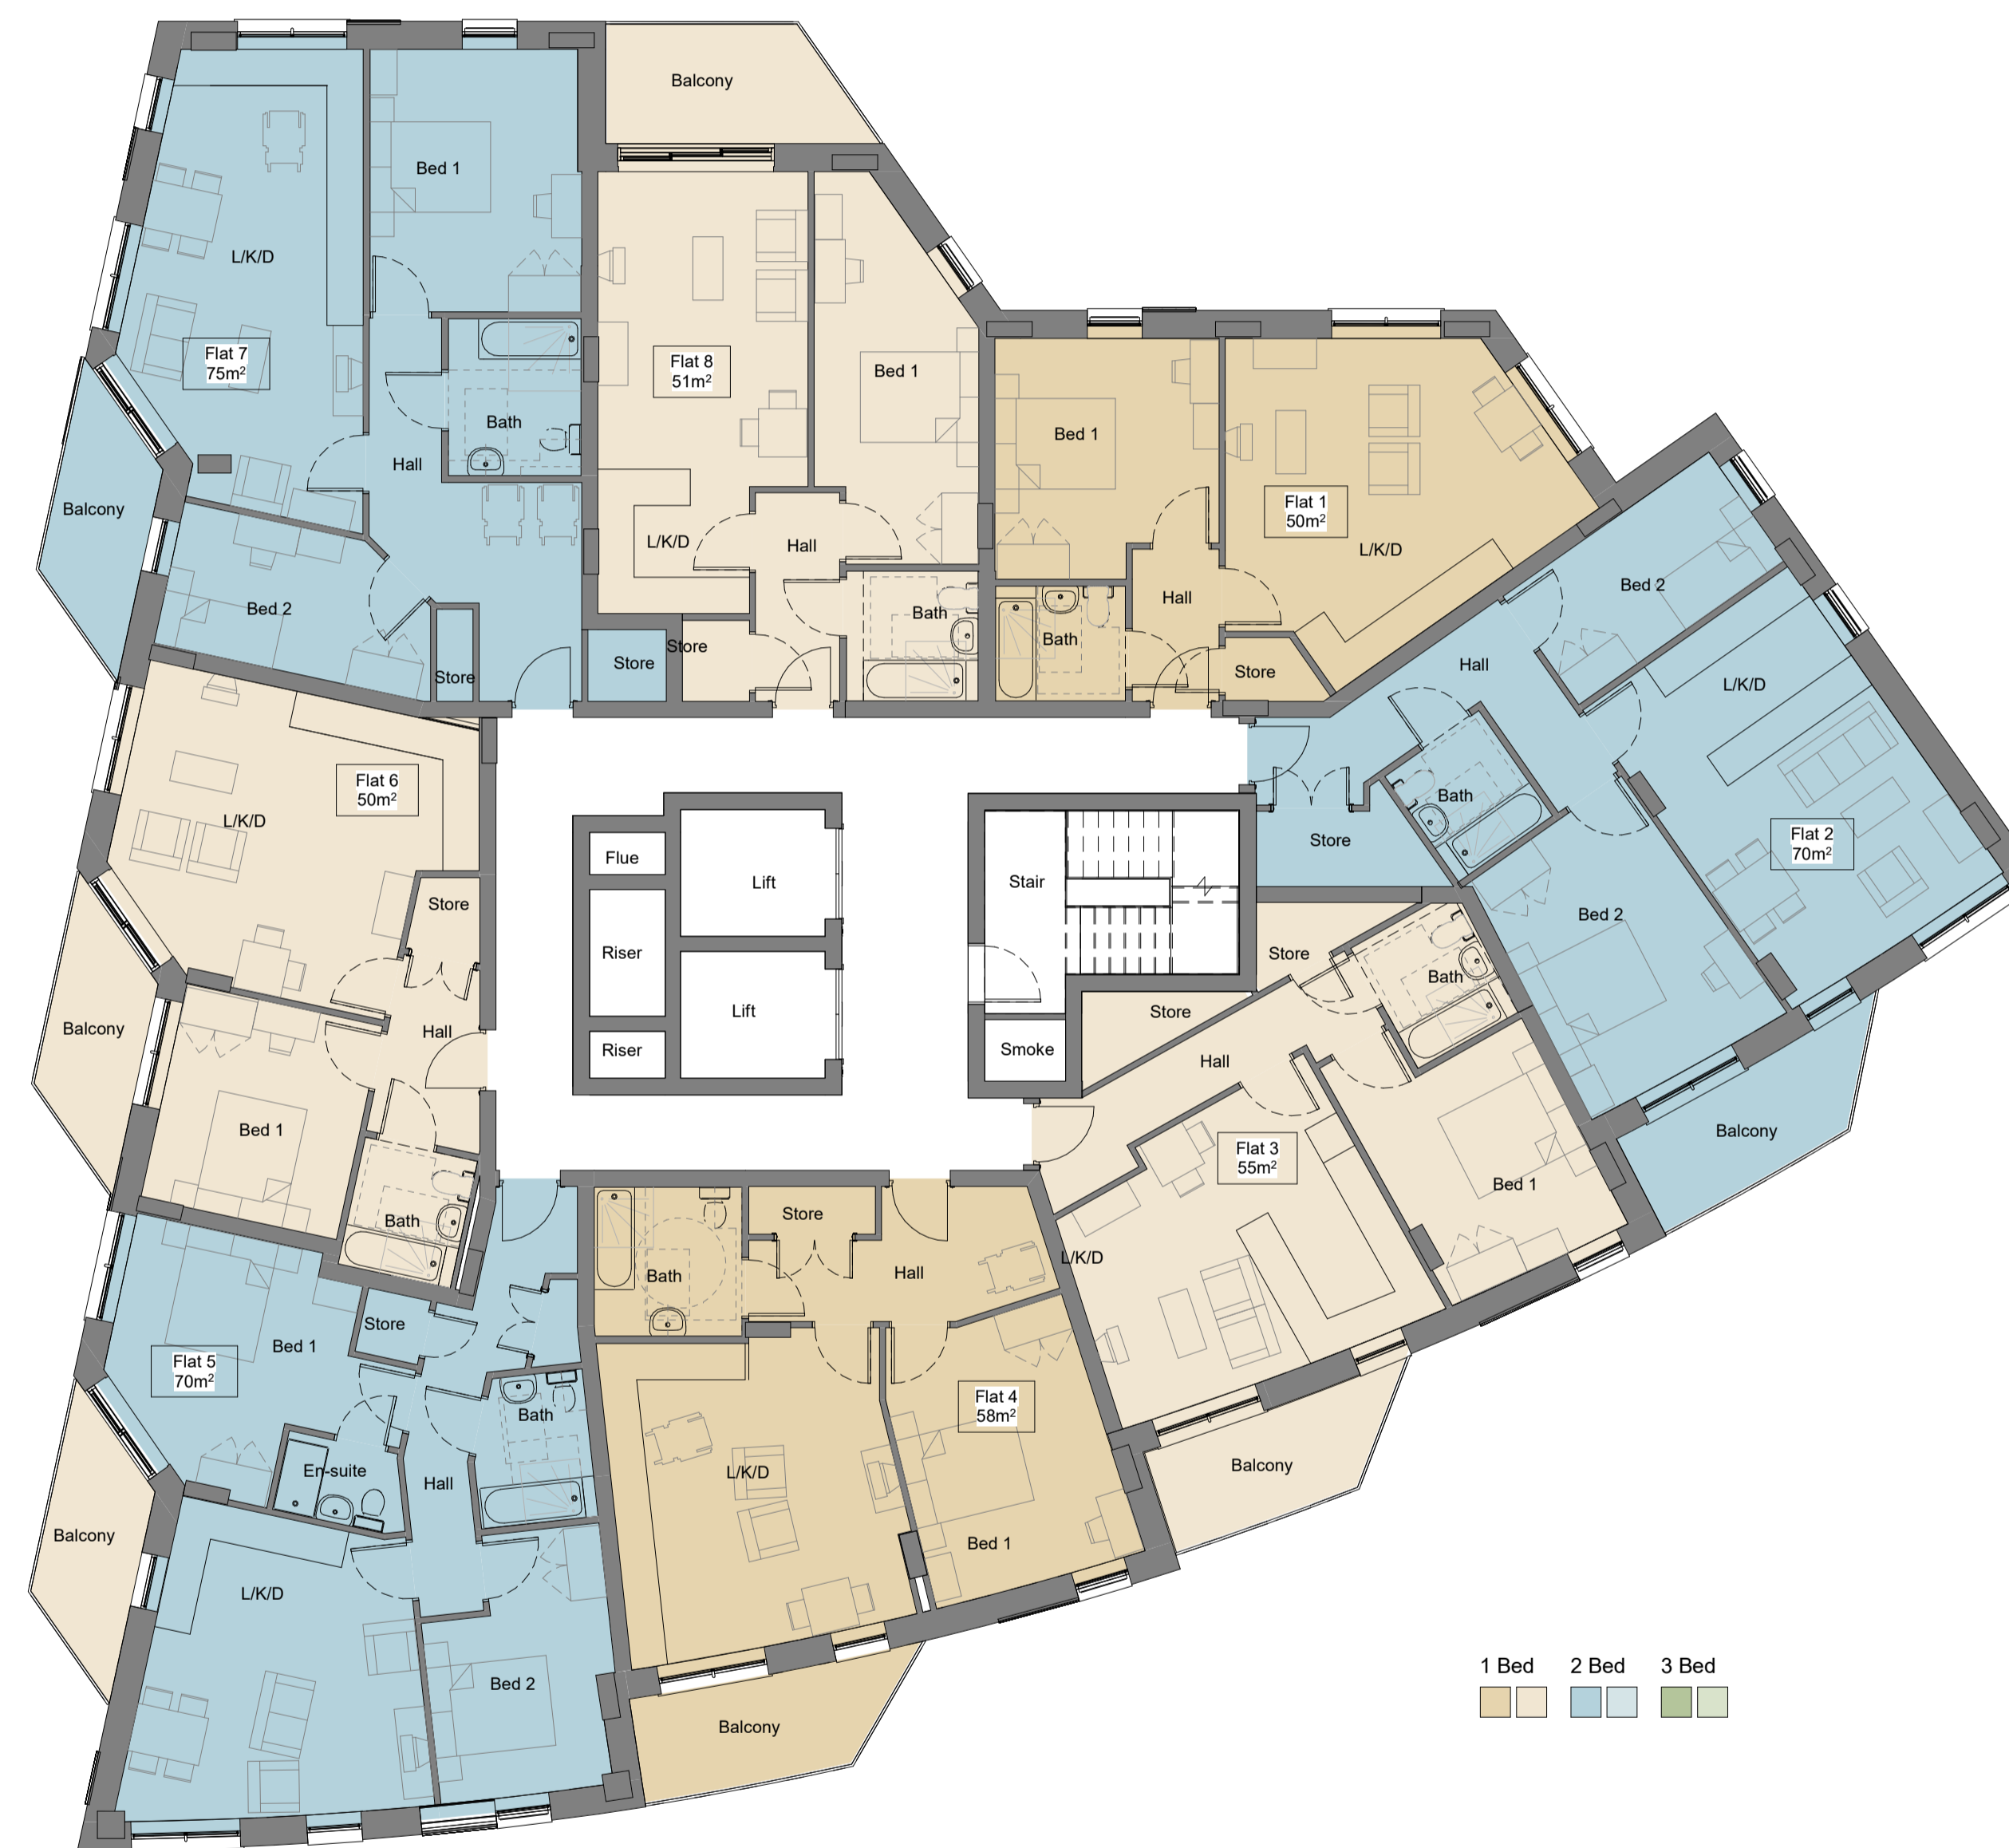 Balcony
Bed 1
L/K/D
Flat 7
75m²
Flat 8
51m²
Bed 1
Bath
Hall
Balcony
Bed 2
Store
Store
Store
L/K/D
Hall
Bath
Bed 1
Flat 1
50m²
L/K/D
Hall
Bath
Store
Bed 2
Hall
L/K/D
Bath
Store
Flat 2
70m²
Bed 2
Balcony
Flat 6
50m²
L/K/D
Store
Hall
Balcony
Bed 1
Bath
Flue
Lift
Riser
Lift
Riser
Stair
Smoke
Store
Store
Bath
Hall
Flat 3
55m²
Bed 1
L/K/D
Balcony
Store
Bath
Hall
Flat 4
58m²
L/K/D
Bed 1
Balcony
Store
Bed 1
Flat 5
70m²
Bath
En-suite
Hall
Balcony
L/K/D
Bed 2
1 Bed 2 Bed 3 Bed